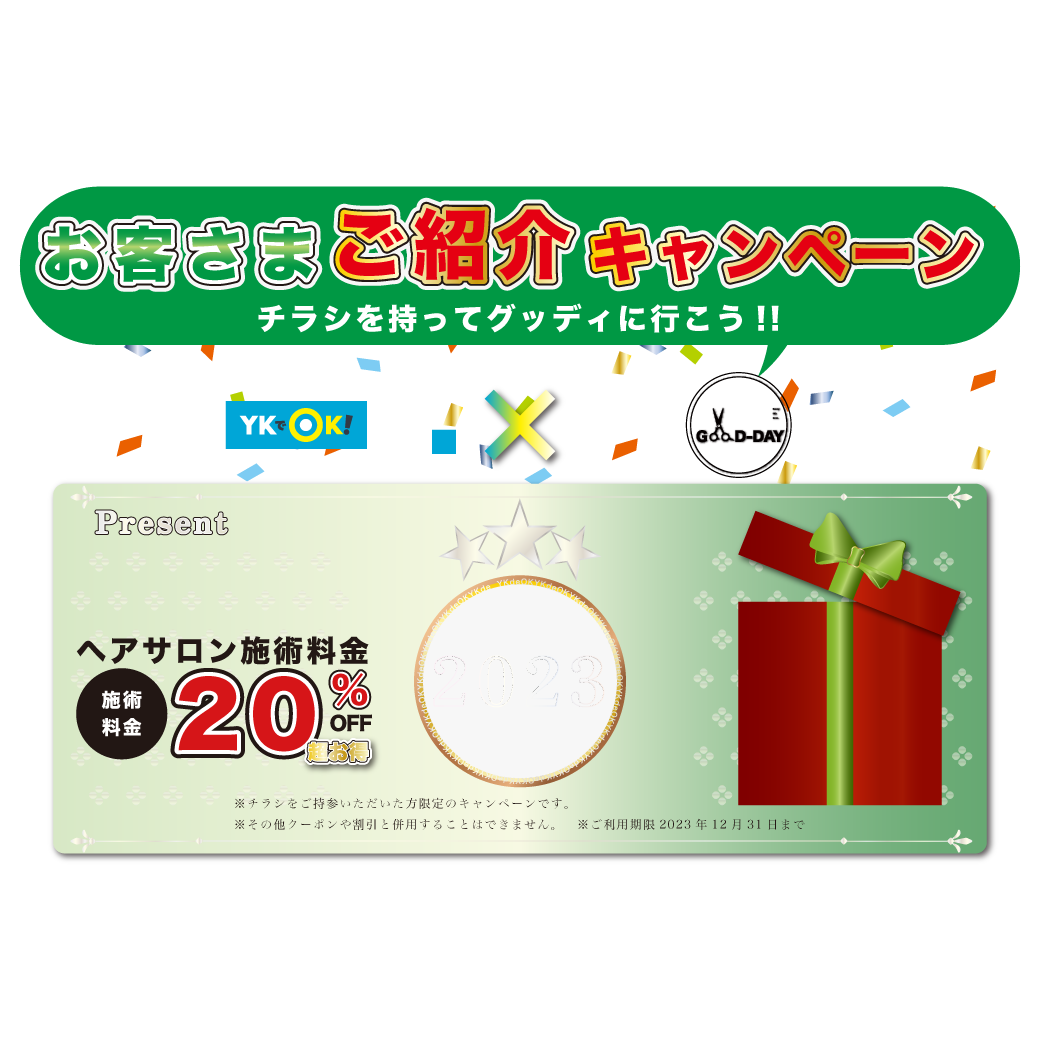 お客さまご紹介キャンペーン
チラシを持ってグッディに行こう!!
YKでOK!
GOOD-DAY
Present
2023
ヘアサロン施術料金
施術
料金
20%
OFF
超お得
※チラシをご持参いただいた方限定のキャンペーンです。
※その他クーポンや割引と併用することはできません。 ※ご利用期限 2023 年 12 月 31 日まで